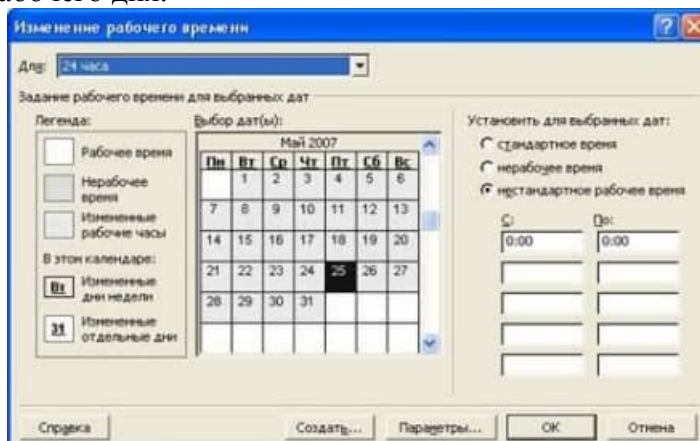 абочего дня.
Изменение рабочего времени
Для: 24 часа
Задание рабочего времени для выбранных дат
Легенда:
Рабочее время
Нерабочее
время
Измененные
рабочие часы
В этом календаре:
Вт Измененные
дни недели
31 Измененные
отдельные дни
Выбор дат(ы):
Май 2007
Пн Вт Ср Чт Пт Сб Вс
1 2 3 4 5 6
7 8 9 10 11 12 13
14 15 16 17 18 19 20
21 22 23 24 25 26 27
28 29 30 31
Установить для выбранных дат:
стандартное время
нерабочее время
нестандартное рабочее время
С: По:
0:00 0:00
Справка Создать... Параметры... OK Отмена